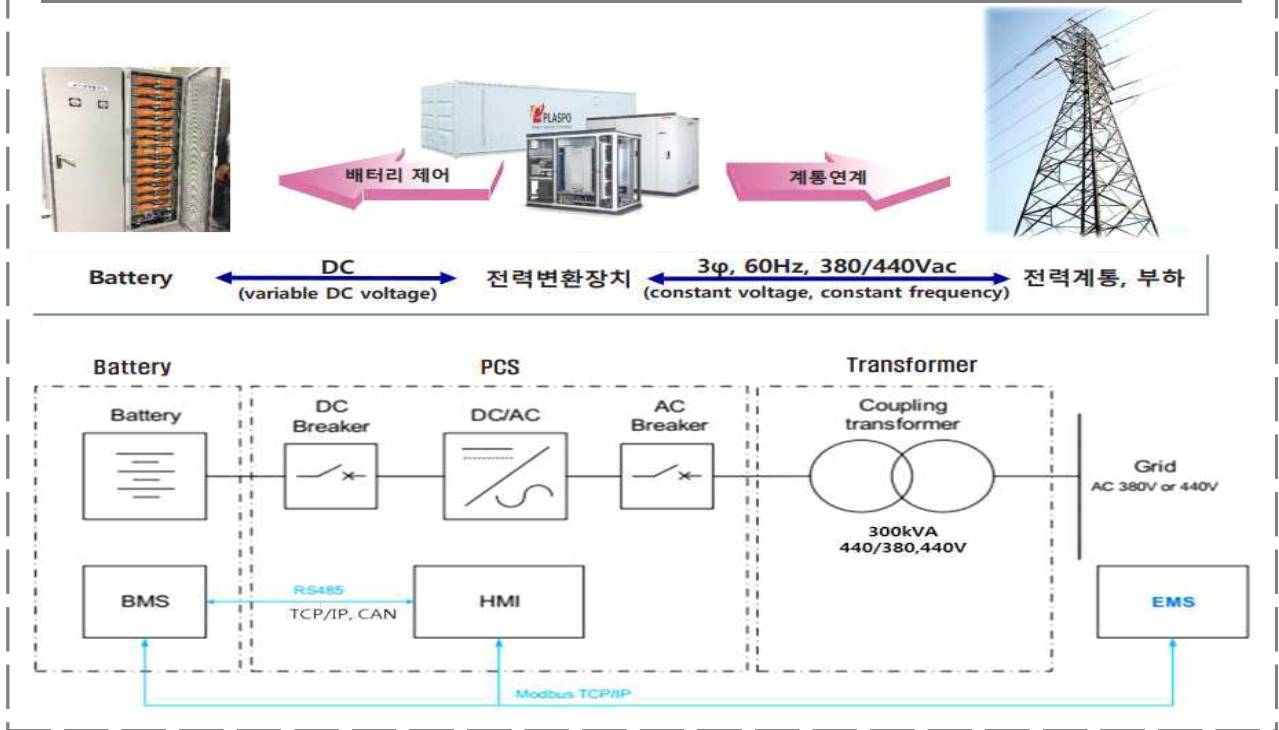 PLASPO
배터리 제어
계통연계
Battery
DC
(variable DC voltage)
전력변환장치
3φ, 60Hz, 380/440Vac
(constant voltage, constant frequency)
전력계통, 부하
Battery
PCS
Transformer
Battery
DC
Breaker
DC/AC
AC
Breaker
Coupling
transformer
Grid
AC 380V or 440V
300kVA
440/380,440V
BMS
RS485
TCP/IP, CAN
HMI
EMS
Modbus TCP/IP